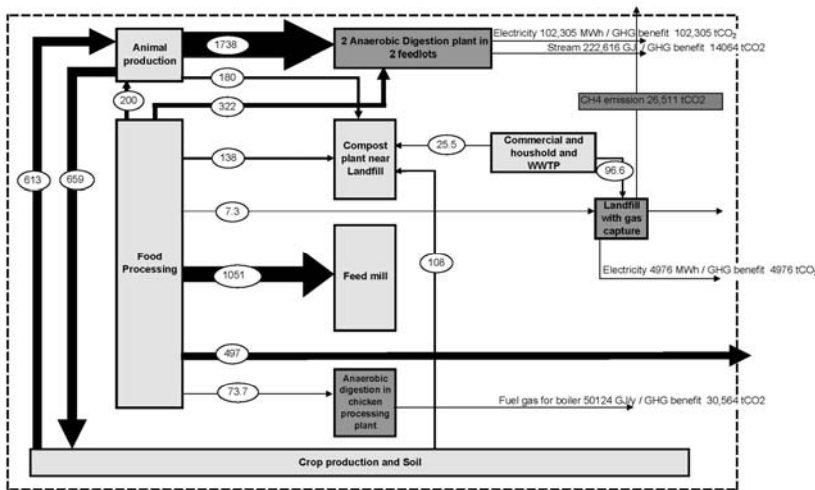 Electricity 102,305 MWh / GHG benefit 102,305 tCO2
Stream 222,616 GJ / GHG benefit 14064 tCO2
Animal
production
1738
2 Anaerobic Digestion plant in
2 feedlots
180
200
322
CH4 emission 26,511 tCO2
Compost
plant near
Landfill
Commercial and
houshold and
WWTP
25.5
138
96.6
613
659
7.3
Landfill
with gas
capture
Food
Processing
Feed mill
108
1051
Electricity 4976 MWh / GHG benefit 4976 tCO2
497
73.7
Anaerobic
digestion in
chicken
processing
plant
Fuel gas for boiler 50124 GJ/y / GHG benefit 30,564 tCO2
Crop production and Soil